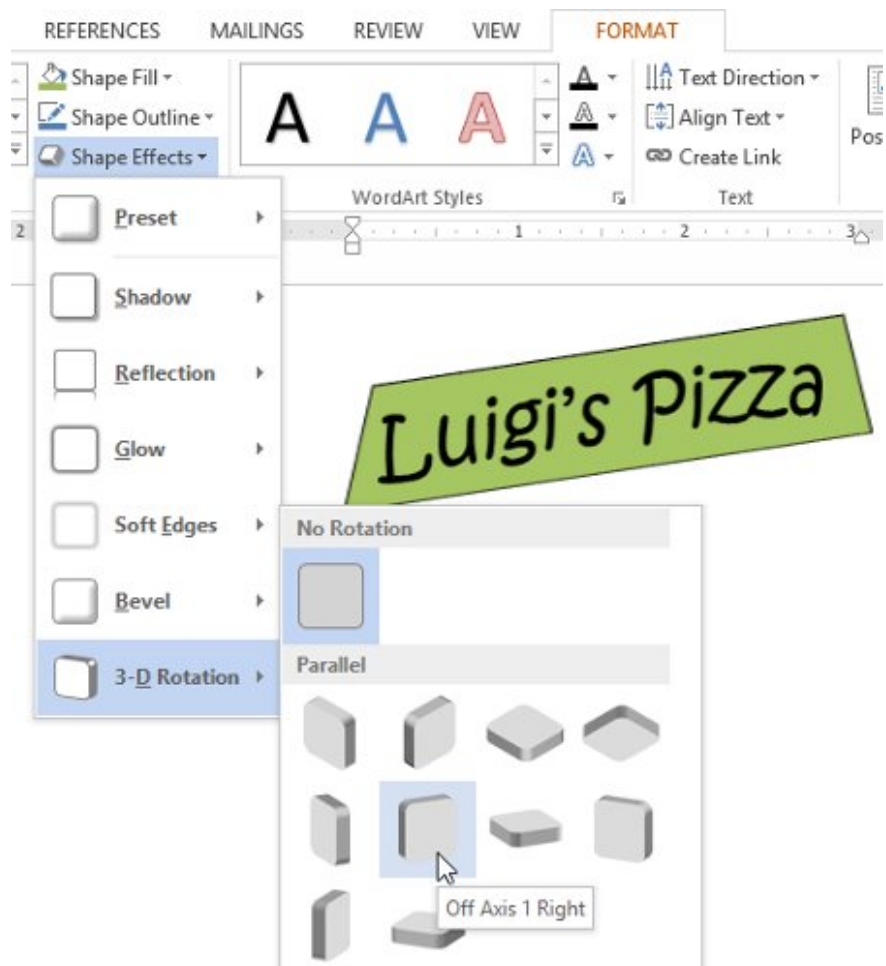 REFERENCES MAILINGS REVIEW VIEW FORMAT
Shape Fill A Text Direction
Shape Outline A A A A Align Text
Shape Effects A Create Link
Pos
WordArt Styles Text
2 1 2 3
Preset
Shadow
Reflection
Glow
Soft Edges
Bevel
3-D Rotation
Luigi's Pizza
No Rotation
Parallel
Off Axis 1 Right